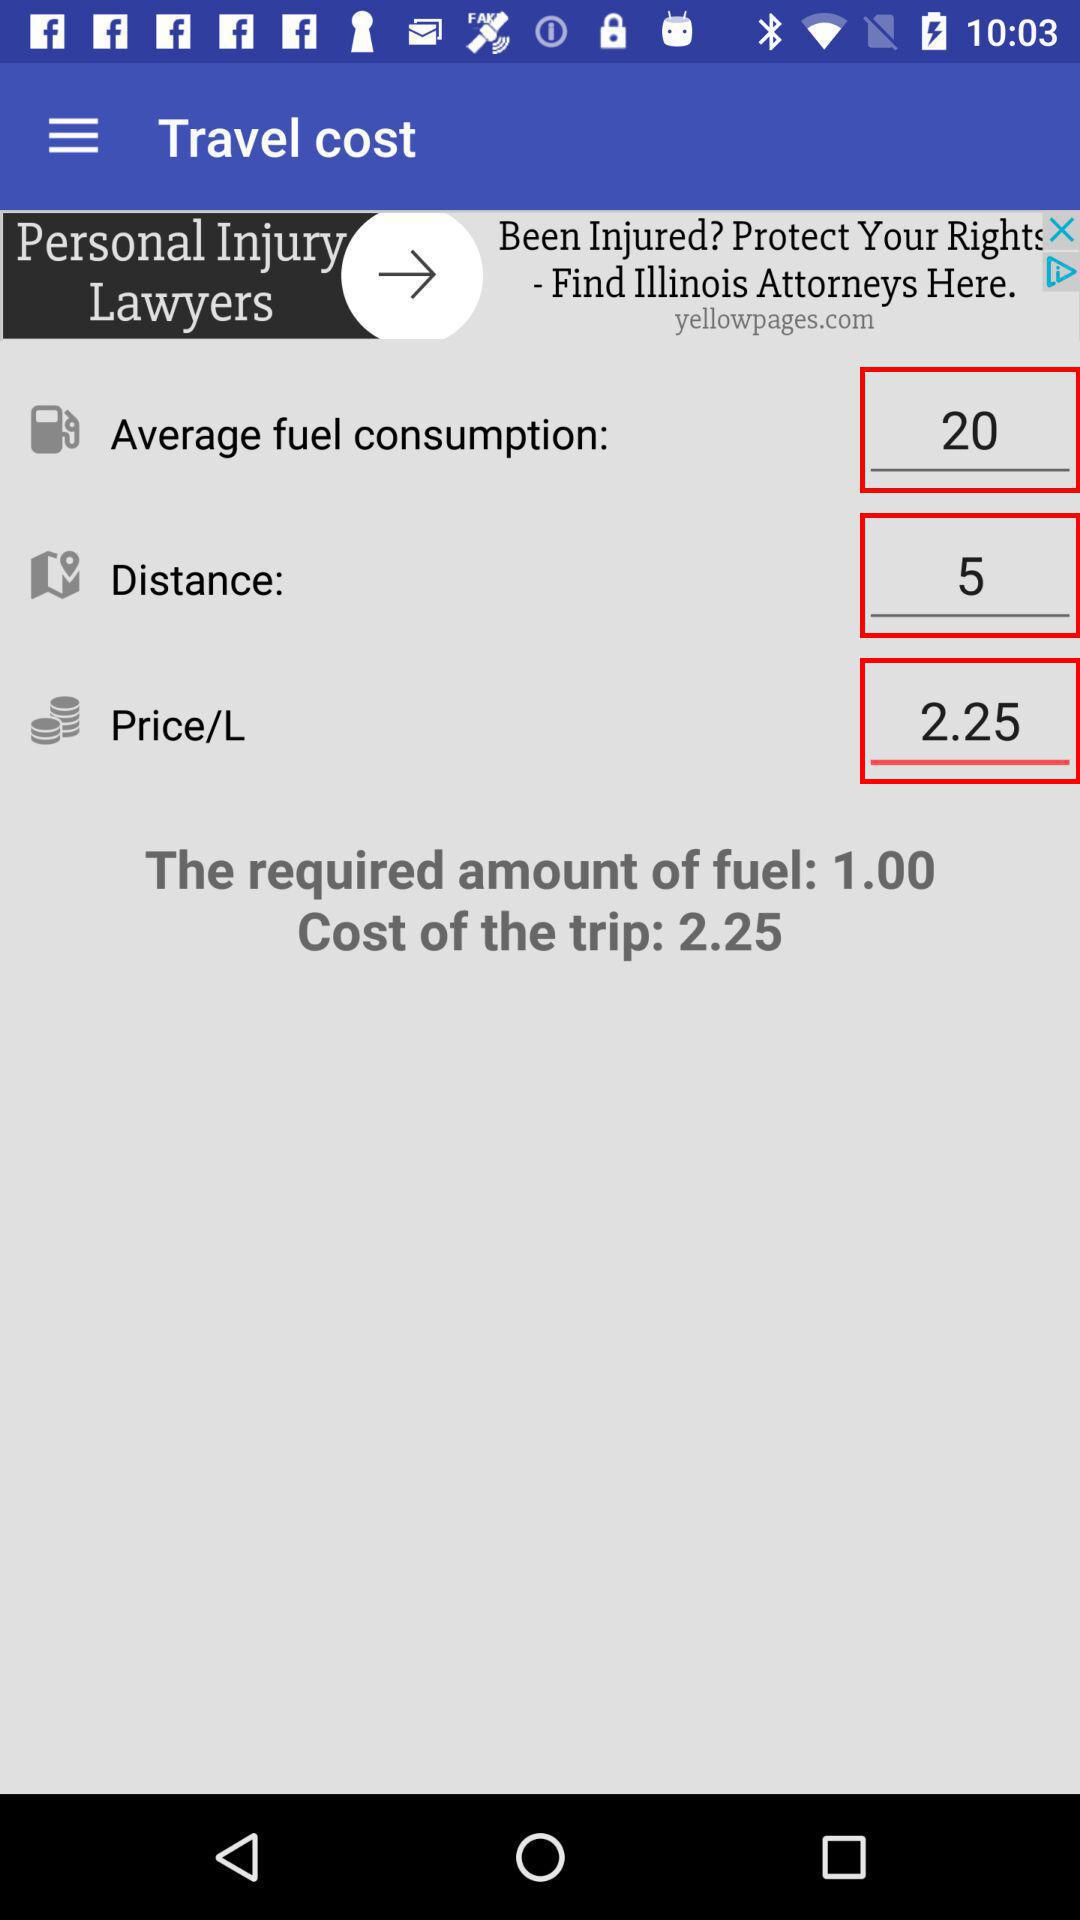 FAKE
10:03
Travel cost
Personal Injury
Lawyers
Been Injured? Protect Your Rights
- Find Illinois Attorneys Here.
yellowpages.com
Average fuel consumption: 20
Distance: 5
Price/L 2.25
The required amount of fuel: 1.00
Cost of the trip: 2.25